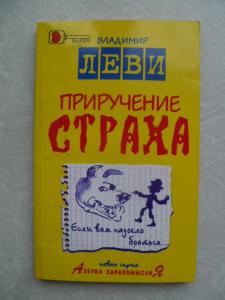 ВЛАДИМИР
ЛЕВИ
ПРИРУЧЕНИЕ
СТРАХА
Если вам надоело
бояться...
новая серия
АЗБУКА ЗДРАВОМЫСЛИЯ